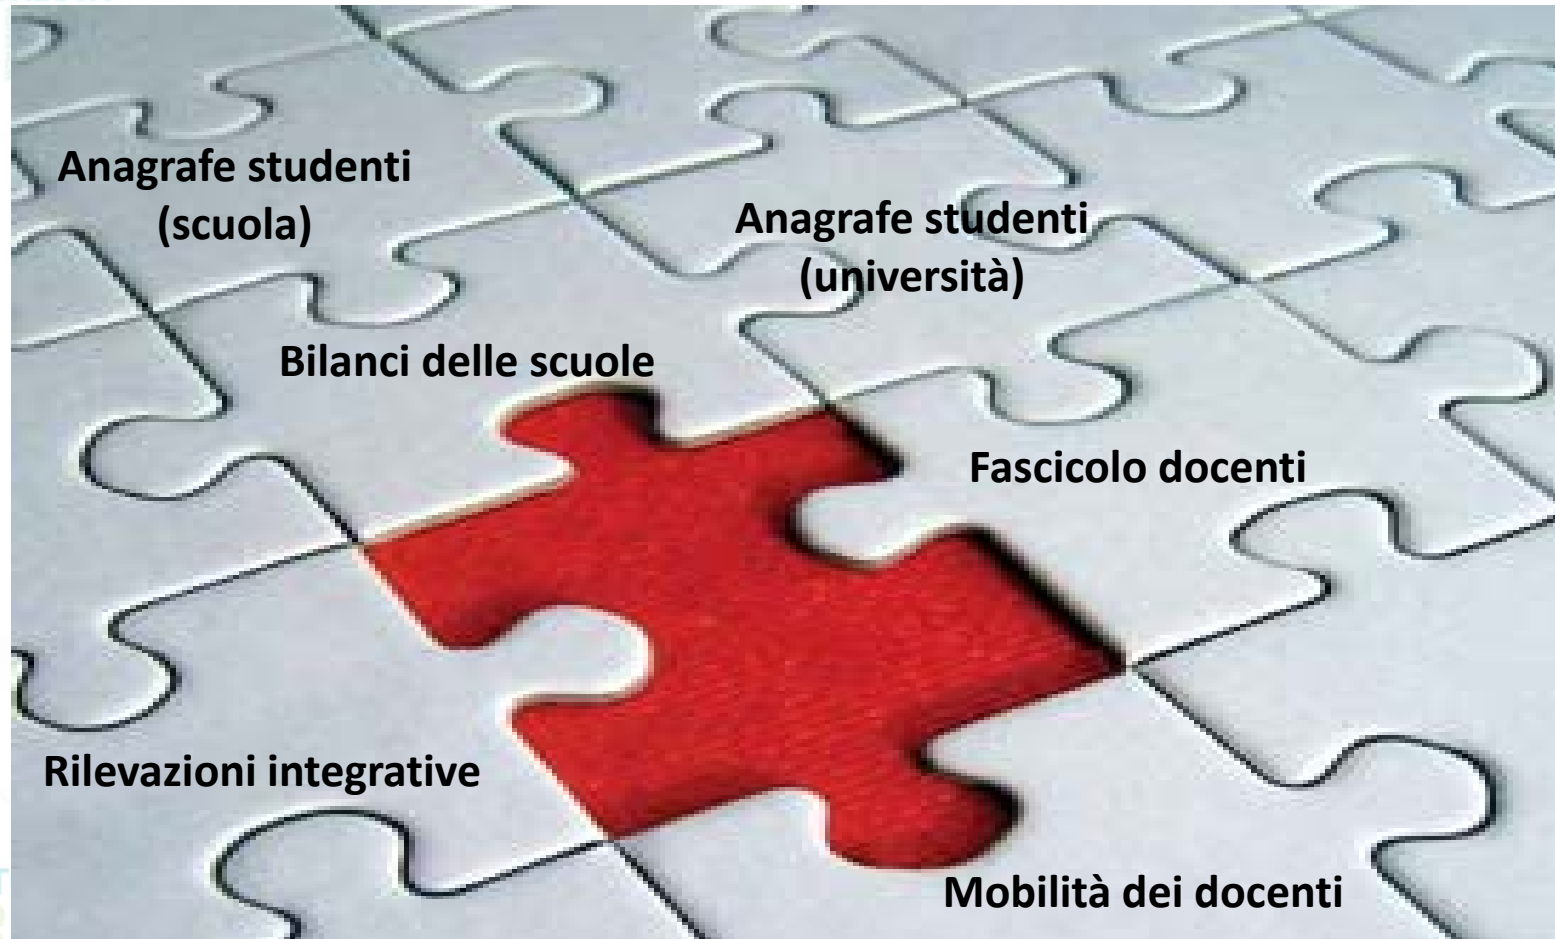 Anagrafe studenti
(scuola)
Anagrafe studenti
(università)
Bilanci delle scuole
Fascicolo docenti
Rilevazioni integrative
Mobilità dei docenti